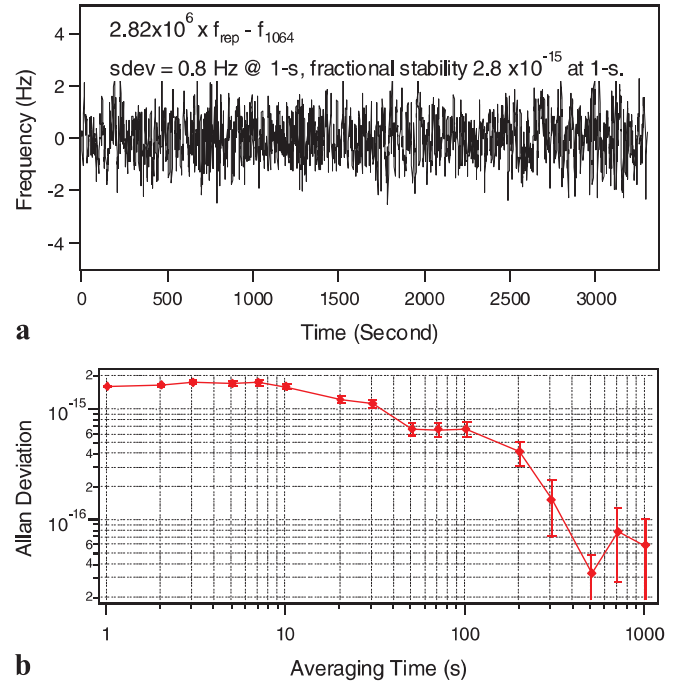 2.82x10⁶ x f_rep - f_1064
sdev = 0.8 Hz @ 1-s, fractional stability 2.8 x10⁻¹⁵ at 1-s.
Frequency (Hz)
4
2
0
-2
-4
0 500 1000 1500 2000 2500 3000
a
Time (Second)
Allan Deviation
2
10⁻¹⁵
8
6
4
2
10⁻¹⁶
8
6
4
2
1 10 100 1000
b
Averaging Time (s)